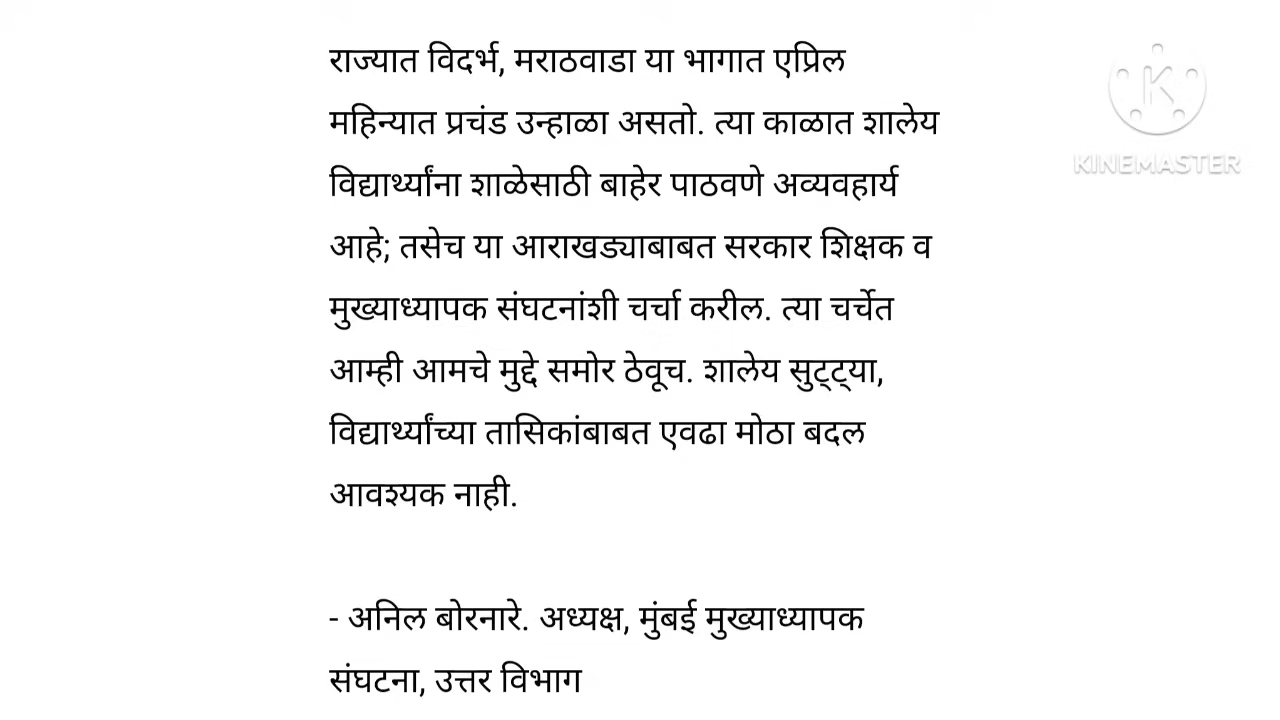 राज्यात विदर्भ, मराठवाडा या भागात एप्रिल
महिन्यात प्रचंड उन्हाळा असतो. त्या काळात शालेय
विद्यार्थ्यांना शाळेसाठी बाहेर पाठवणे अव्यवहार्य
आहे; तसेच या आराखड्याबाबत सरकार शिक्षक व
मुख्याध्यापक संघटनांशी चर्चा करील. त्या चर्चेत
आम्ही आमचे मुद्दे समोर ठेवूच. शालेय सुट्ट्या,
विद्यार्थ्यांच्या तासिकांबाबत एवढा मोठा बदल
आवश्यक नाही.
- अनिल बोरनारे. अध्यक्ष, मुंबई मुख्याध्यापक
संघटना, उत्तर विभाग
K
KINEMASTER